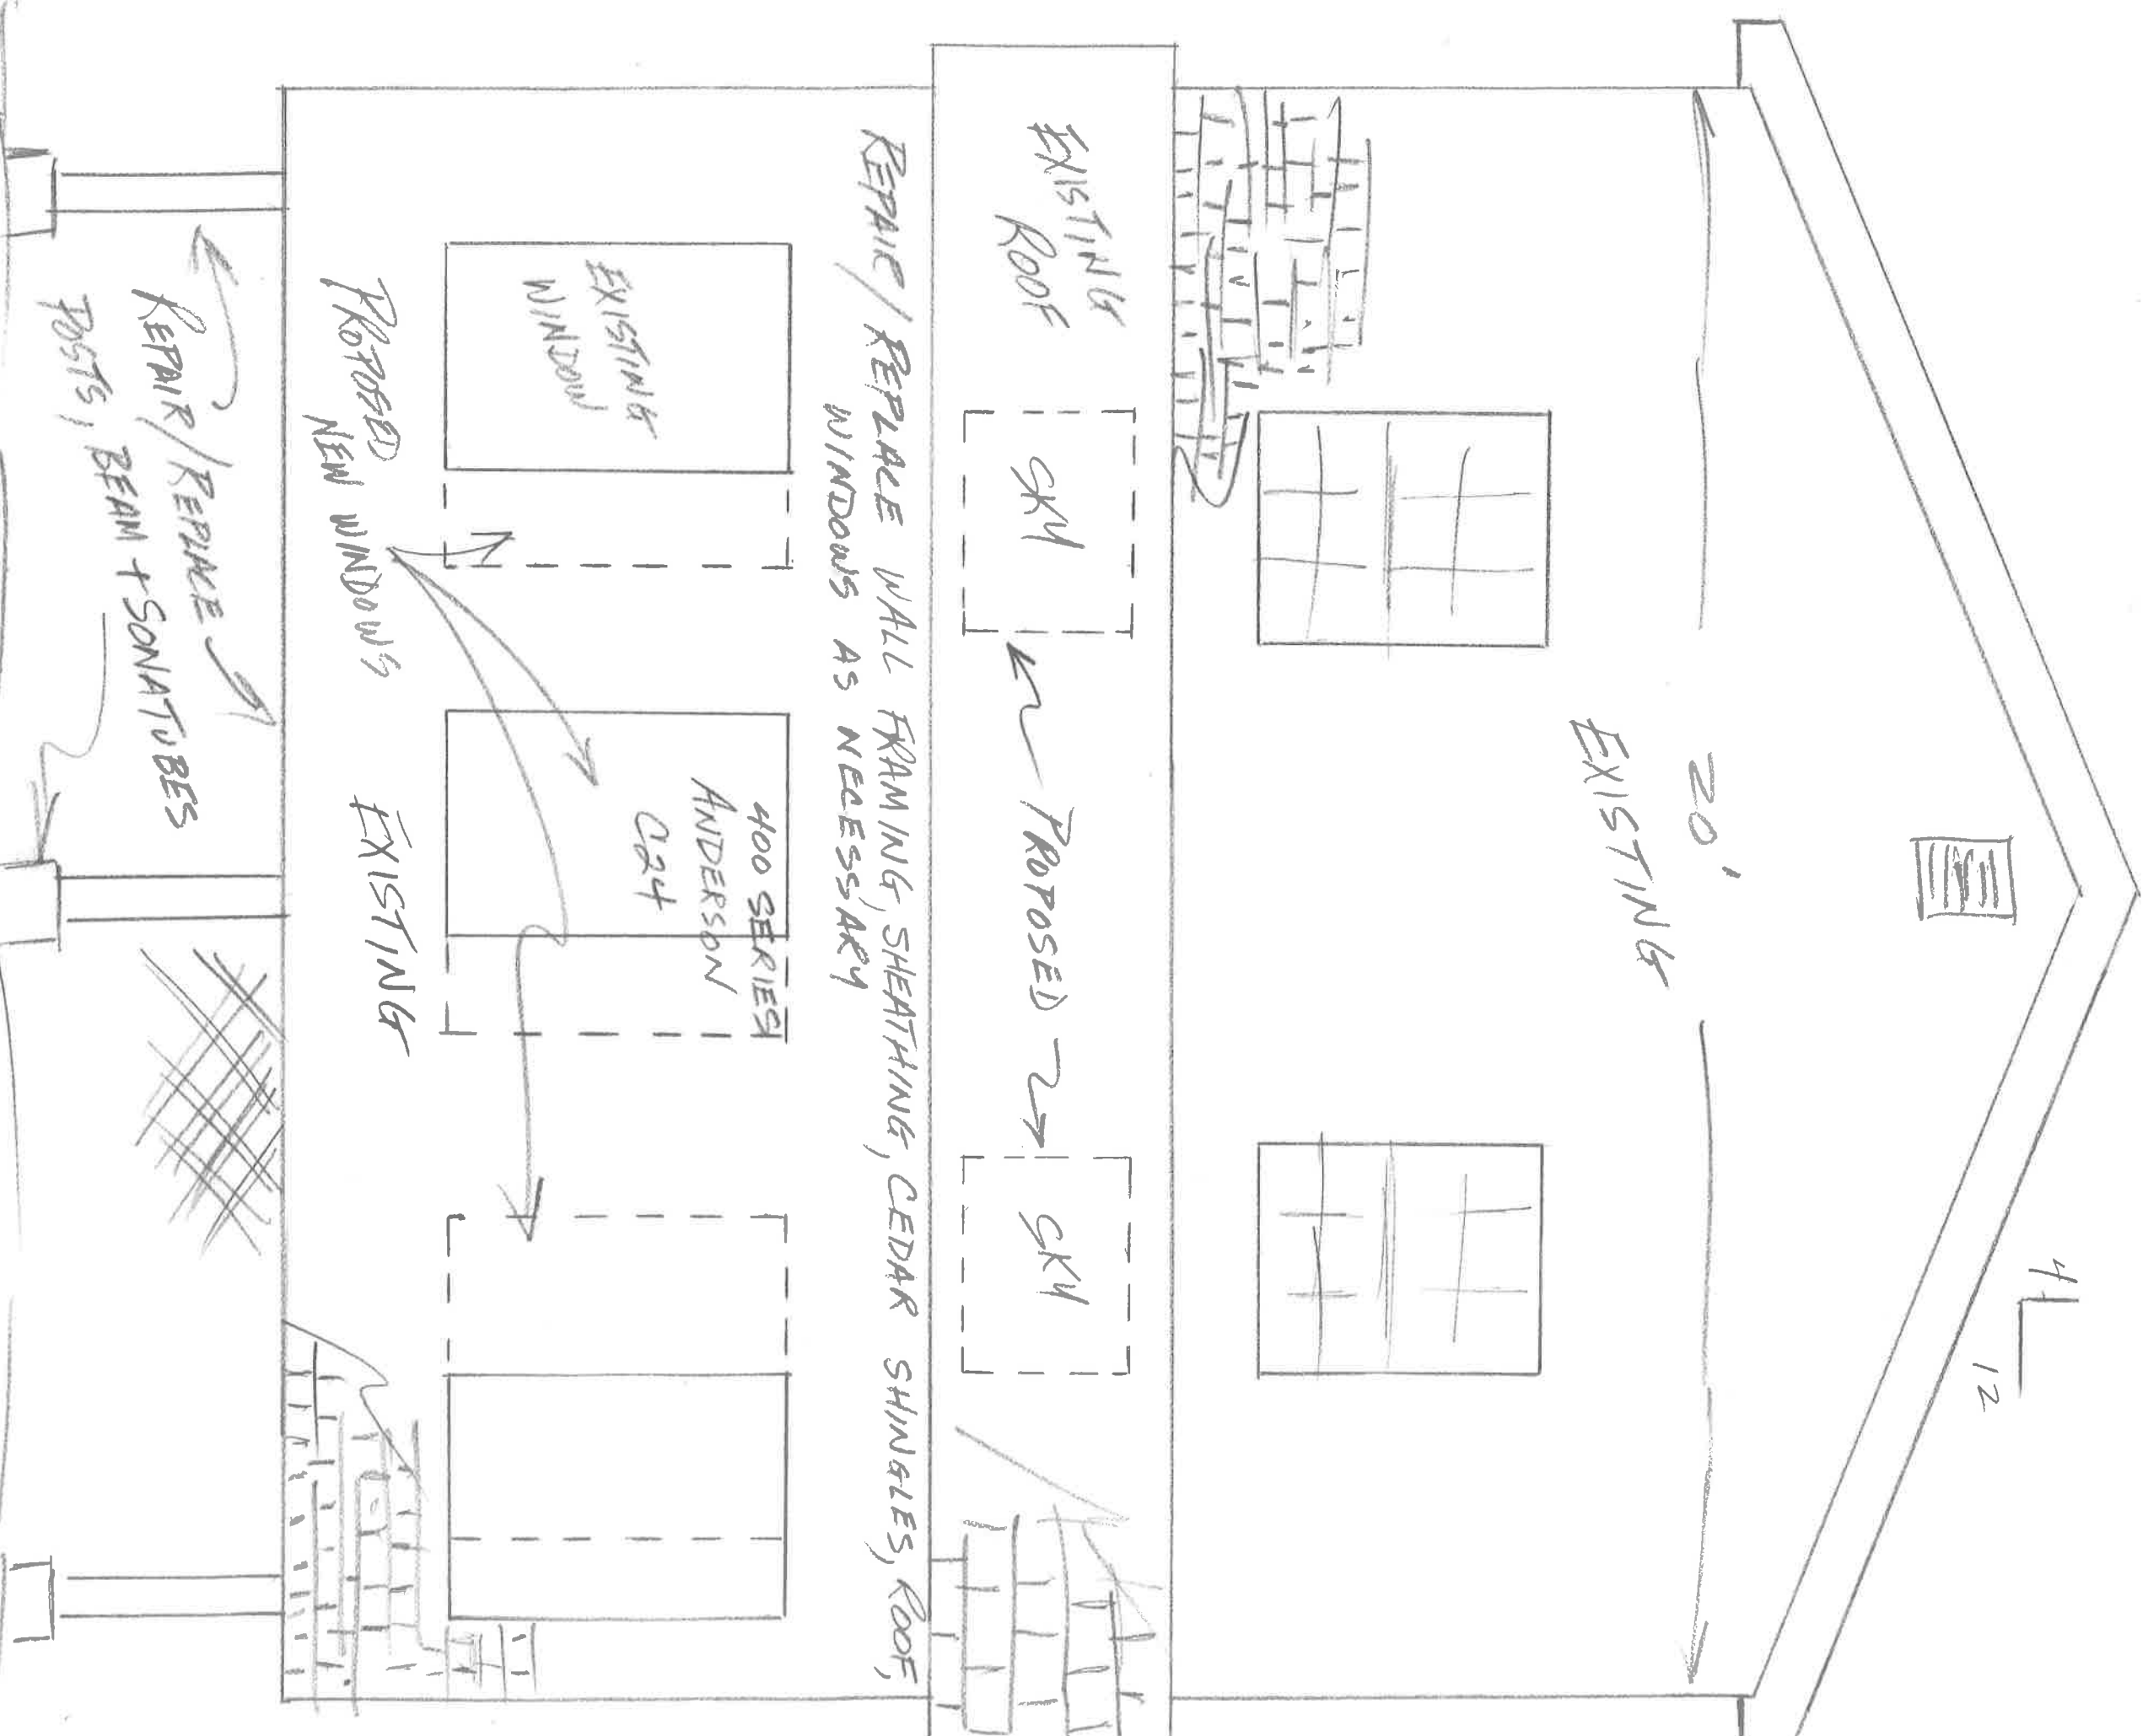 4
12
20'
EXISTING
EXISTING
ROOF
SKY
PROPOSED
SKY
REPAIR/REPLACE WALL FRAMING, SHEATHING, CEDAR SHINGLES, ROOF,
WINDOWS AS NECESSARY
EXISTING
WINDOW
400 SERIES
ANDERSON
C24
PROPOSED
NEW WINDOWS
EXISTING
REPAIR/REPLACE
POSTS, BEAM + SONATUBES